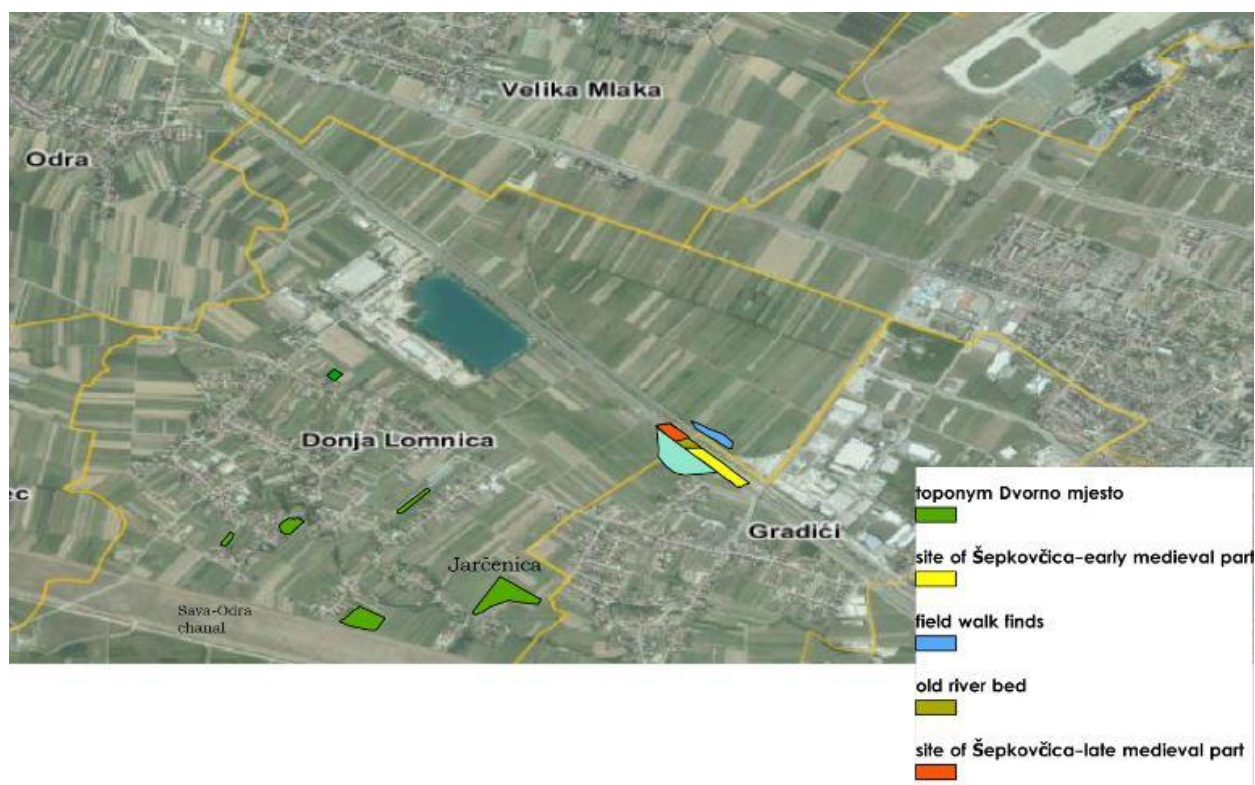 Velika Mlaka
Odra
Donja Lomnica
ec
Gradići
Jarčenica
Sava-Odra
chanal
toponym Dvorno mjesto
site of Šepkovčica-early medieval part
field walk finds
old river bed
site of Šepkovčica-late medieval part